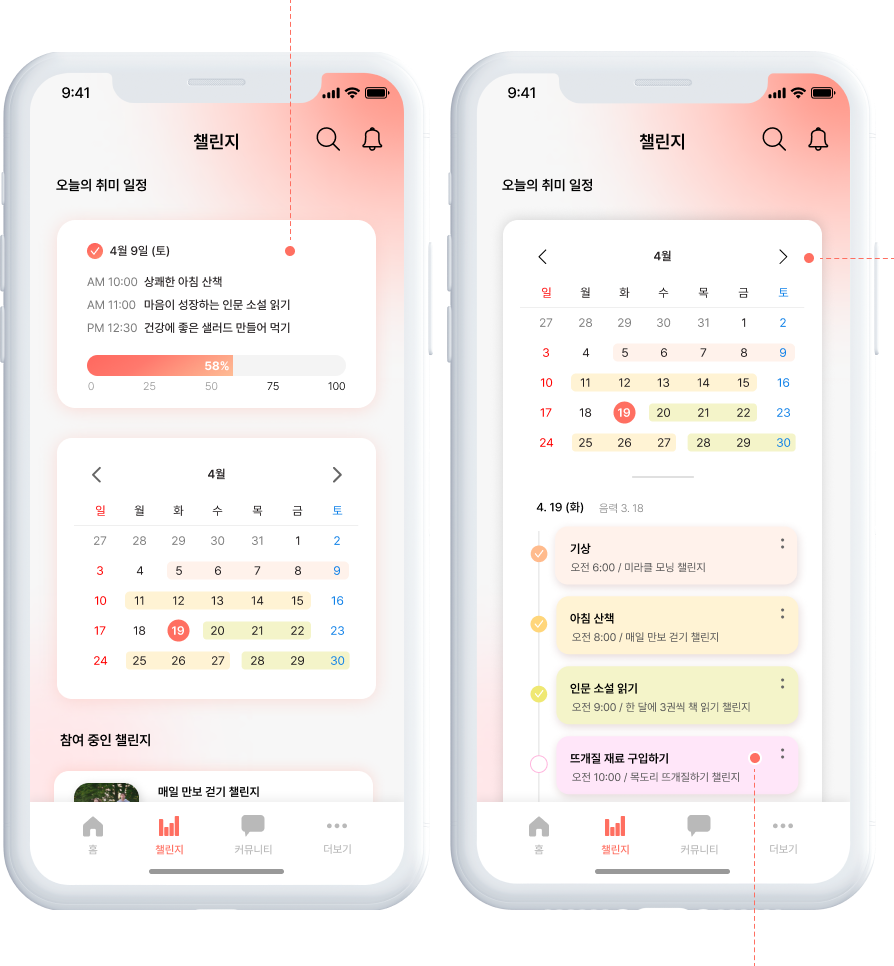 9:41
챌린지
오늘의 취미 일정
4월 9일 (토)
AM 10:00 상쾌한 아침 산책
AM 11:00 마음이 성장하는 인문 소설 읽기
PM 12:30 건강에 좋은 샐러드 만들어 먹기
58%
0 25 50 75 100
4월
일 월 화 수 목 금 토
27 28 29 30 31 1 2
3 4 5 6 7 8 9
10 11 12 13 14 15 16
17 18 19 20 21 22 23
24 25 26 27 28 29 30
참여 중인 챌린지
매일 만보 걷기 챌린지
홈 챌린지 커뮤니티 더보기
9:41
챌린지
오늘의 취미 일정
4월
일 월 화 수 목 금 토
27 28 29 30 31 1 2
3 4 5 6 7 8 9
10 11 12 13 14 15 16
17 18 19 20 21 22 23
24 25 26 27 28 29 30
4. 19 (화) 음력 3. 18
기상
오전 6:00 / 미라클 모닝 챌린지
아침 산책
오전 8:00 / 매일 만보 걷기 챌린지
인문 소설 읽기
오전 9:00 / 한 달에 3권씩 책 읽기 챌린지
뜨개질 재료 구입하기
오전 10:00 / 목도리 뜨개질하기 챌린지
홈 챌린지 커뮤니티 더보기